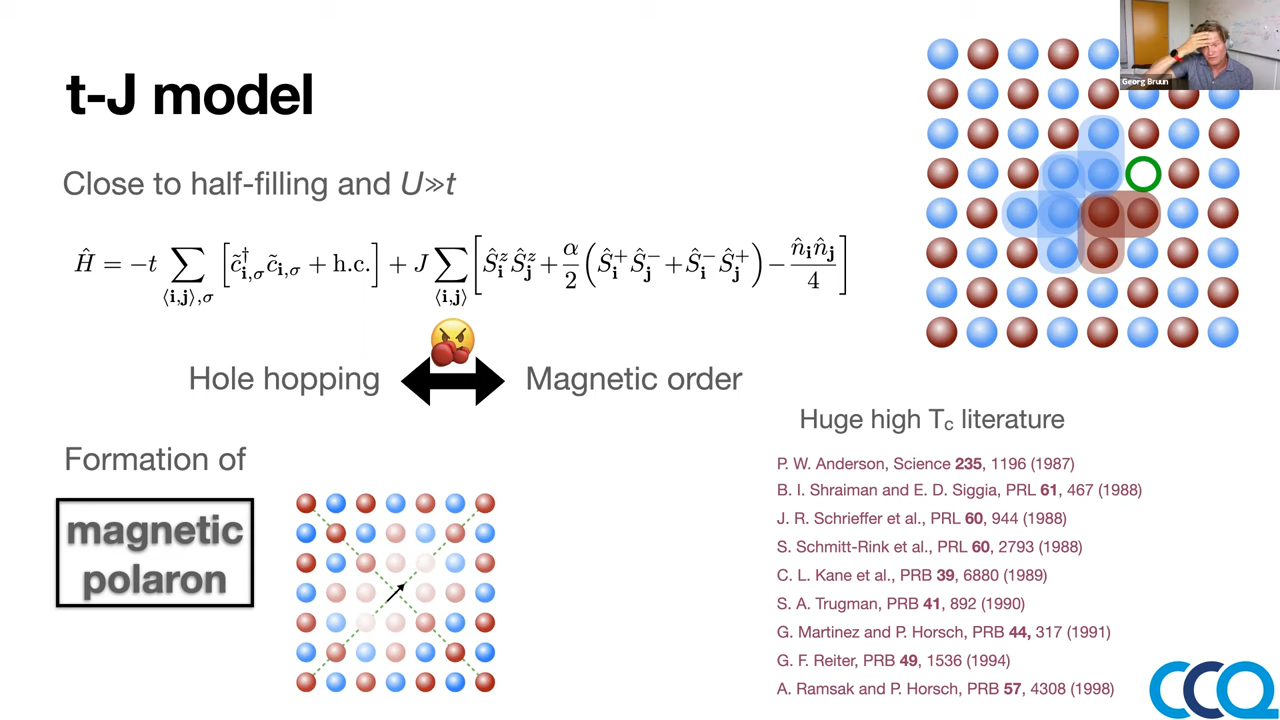 Georg Bruun
t-J model
Close to half-filling and U≫t
Ĥ = −t ∑⟨i,j⟩,σ [c̃†i,σ c̃i,σ + h.c.] + J ∑⟨i,j⟩ [Ŝᶻi Ŝᶻj + α/2 (Ŝ⁺i Ŝ⁻j + Ŝ⁻i Ŝ⁺j) − n̂i n̂j/4]
Hole hopping
Magnetic order
Huge high Tc literature
P. W. Anderson, Science 235, 1196 (1987)
B. I. Shraiman and E. D. Siggia, PRL 61, 467 (1988)
J. R. Schrieffer et al., PRL 60, 944 (1988)
S. Schmitt-Rink et al., PRL 60, 2793 (1988)
C. L. Kane et al., PRB 39, 6880 (1989)
S. A. Trugman, PRB 41, 892 (1990)
G. Martinez and P. Horsch, PRB 44, 317 (1991)
G. F. Reiter, PRB 49, 1536 (1994)
A. Ramsak and P. Horsch, PRB 57, 4308 (1998)
Formation of
magnetic
polaron
CCQ